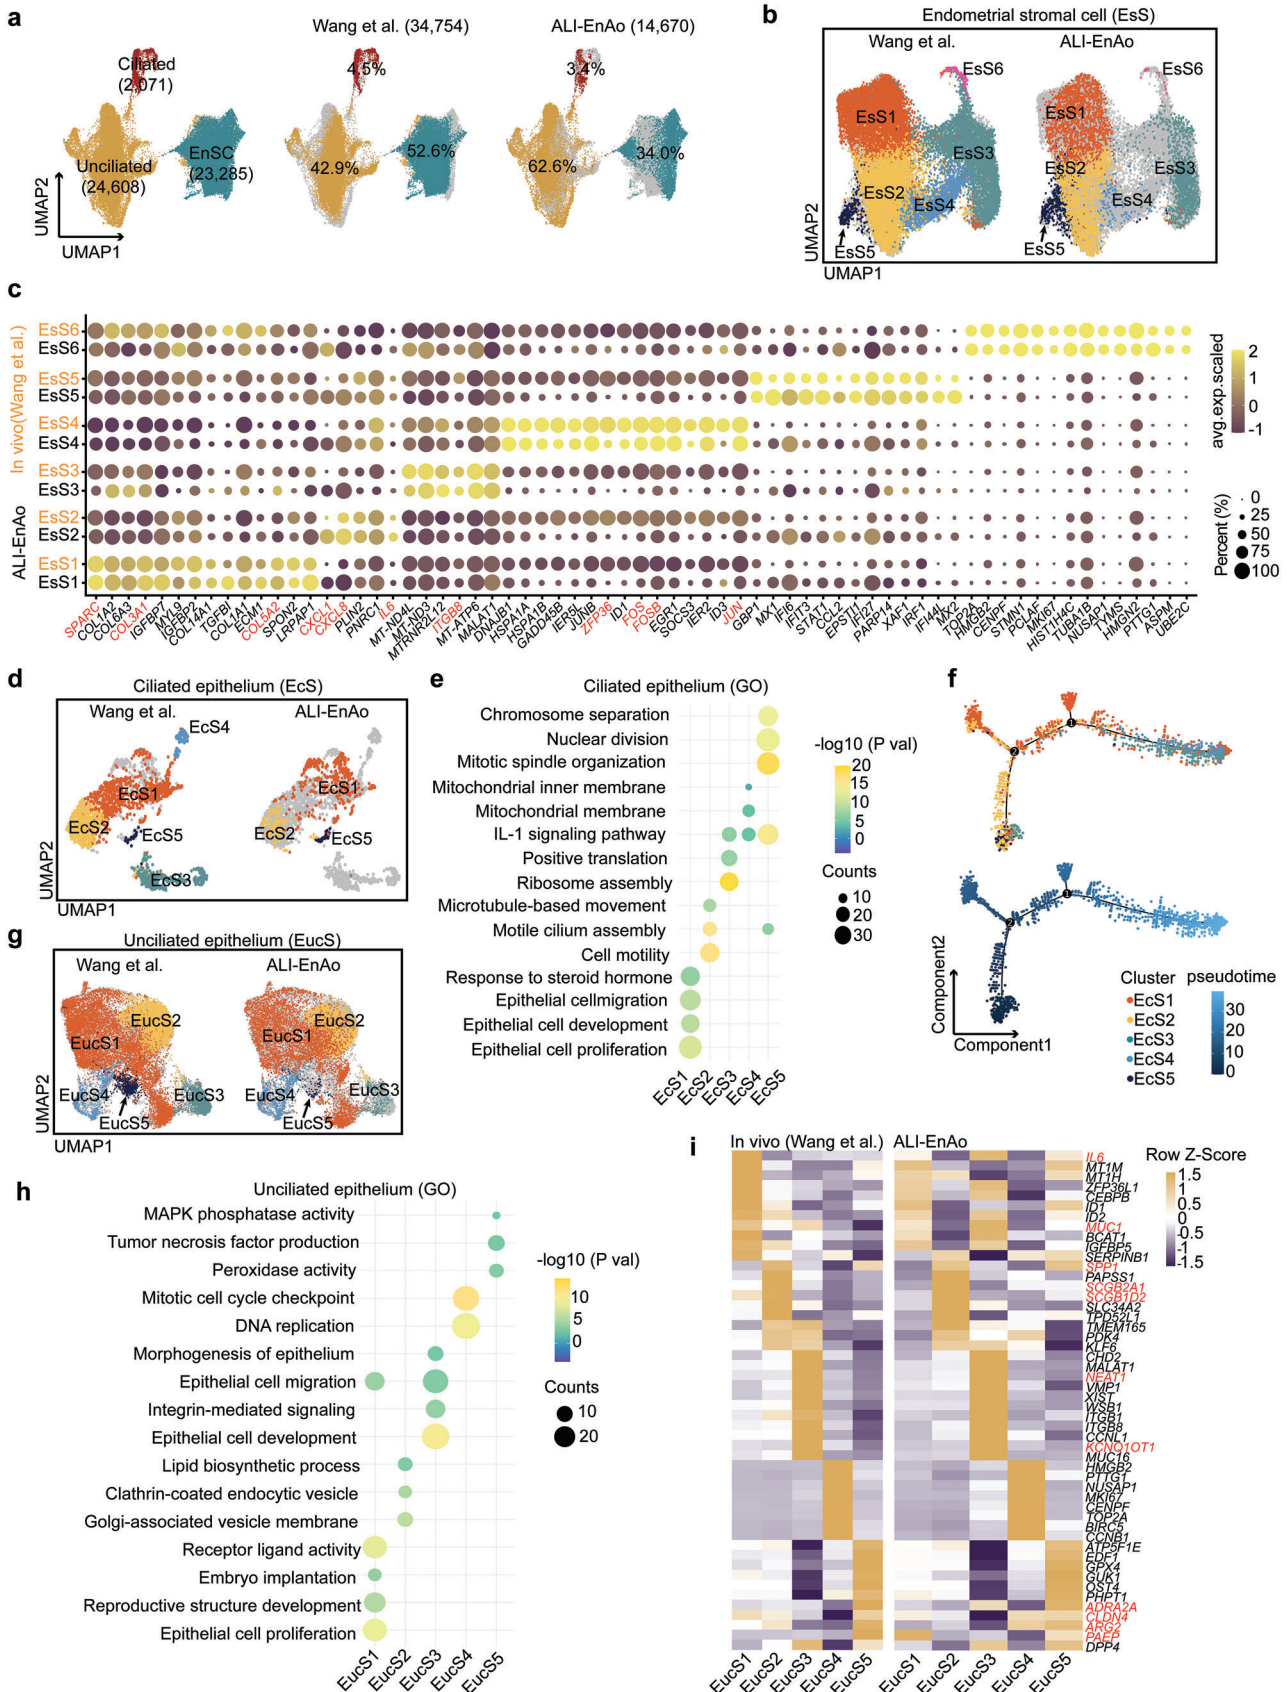 a
Wang et al. (34,754)
ALI-EnAo (14,670)
Ciliated
(2,071)
4.5%
3.4%
Unciliated
(24,608)
EnSC
(23,285)
42.9%
52.6%
62.6%
34.0%
UMAP2
UMAP1
b
Endometrial stromal cell (EsS)
Wang et al.
ALI-EnAo
EsS6
EsS6
EsS1
EsS1
EsS3
EsS2
EsS3
EsS2
EsS4
EsS4
EsS5
EsS5
UMAP2
UMAP1
c
In vivo(Wang et al.)
ALI-EnAo
EsS6
EsS6
EsS5
EsS5
EsS4
EsS4
EsS3
EsS3
EsS2
EsS2
EsS1
EsS1
SPARC
COL1A2
COL6A3
COL3A1
IGFBP7
MYL9
IGFBP2
COL14A1
TGFBI
COL1A1
ECM1
COL5A2
SPON2
LRPAP1
CXCL1
CXCL8
PLIN2
PNRC1
IL6
MT-ND4L
MT-ND3
MTRNR2L12
ITGB8
MT-ATP6
MALAT1
DNAJB1
HSPA1A
HSPA1B
GADD45B
IER5L
JUNB
ZFP36
ID1
FOS
FOSB
EGR1
SOCS3
IER2
ID3
JUN
GBP1
MX1
IFI6
IFIT3
STAT1
CCL2
EPSTI1
IFI27
PARP14
XAF1
IRF1
IFI44L
MX2
TOP2A
HMGB2
CENPF
STMN1
PCLAF
MKI67
HIST1H4C
TUBA1B
NUSAP1
TYMS
HMGN2
PTTG1
ASPM
UBE2C
avg.exp.scaled
2
1
0
-1
Percent (%)
0
25
50
75
100
d
Ciliated epithelium (EcS)
Wang et al.
ALI-EnAo
EcS4
EcS1
EcS1
EcS2
EcS5
EcS2
EcS5
EcS3
UMAP2
UMAP1
e
Ciliated epithelium (GO)
Chromosome separation
Nuclear division
Mitotic spindle organization
Mitochondrial inner membrane
Mitochondrial membrane
IL-1 signaling pathway
Positive translation
Ribosome assembly
Microtubule-based movement
Motile cilium assembly
Cell motility
Response to steroid hormone
Epithelial cellmigration
Epithelial cell development
Epithelial cell proliferation
EcS1
EcS2
EcS3
EcS4
EcS5
-log10 (P val)
20
15
10
5
0
Counts
10
20
30
f
1
2
1
2
Component2
Component1
Cluster
EcS1
EcS2
EcS3
EcS4
EcS5
pseudotime
30
20
10
0
g
Unciliated epithelium (EucS)
Wang et al.
ALI-EnAo
EucS2
EucS2
EucS1
EucS1
EucS4
EucS3
EucS4
EucS3
EucS5
EucS5
UMAP2
UMAP1
h
Unciliated epithelium (GO)
MAPK phosphatase activity
Tumor necrosis factor production
Peroxidase activity
Mitotic cell cycle checkpoint
DNA replication
Morphogenesis of epithelium
Epithelial cell migration
Integrin-mediated signaling
Epithelial cell development
Lipid biosynthetic process
Clathrin-coated endocytic vesicle
Golgi-associated vesicle membrane
Receptor ligand activity
Embryo implantation
Reproductive structure development
Epithelial cell proliferation
EucS1
EucS2
EucS3
EucS4
EucS5
-log10 (P val)
10
5
0
Counts
10
20
i
In vivo (Wang et al.)
ALI-EnAo
IL6
MT1M
MT1H
ZFP36L1
CEBPB
ID1
ID2
MUC1
BCAT1
IGFBP5
SERPINB1
SPP1
PAPSS1
SCGB2A1
SCGB1D2
SLC34A2
TPD52L1
TMEM165
PDK4
KLF6
CHD2
MALAT1
NEAT1
VMP1
XIST
WSB1
ITGB1
ITGB8
CCNL1
KCNQ1OT1
MUC16
HMGB2
PTTG1
NUSAP1
MKI67
CENPF
TOP2A
BIRC5
CCNB1
ATP5F1E
EDF1
GPX4
GUK1
OST4
PHPT1
ADRA2A
CLDN4
ARG2
PAEP
DPP4
EucS1
EucS2
EucS3
EucS4
EucS5
EucS1
EucS2
EucS3
EucS4
EucS5
Row Z-Score
1.5
1
0.5
0
-0.5
-1
-1.5